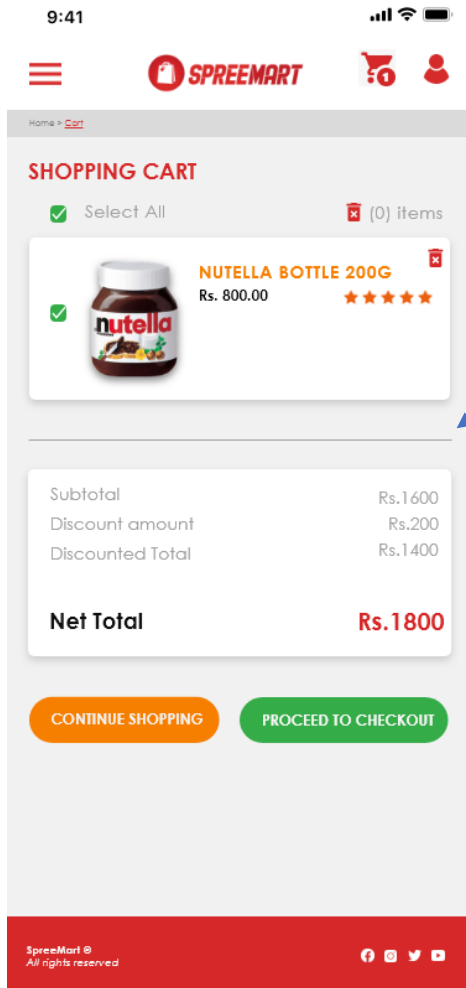 9:41
SPREEMART
1
Home > Cart
SHOPPING CART
Select All
(0) items
NUTELLA BOTTLE 200G
Rs. 800.00
nutella
Subtotal Rs.1600
Discount amount Rs.200
Discounted Total Rs.1400
Net Total Rs.1800
CONTINUE SHOPPING PROCEED TO CHECKOUT
SpreeMart ®
All rights reserved